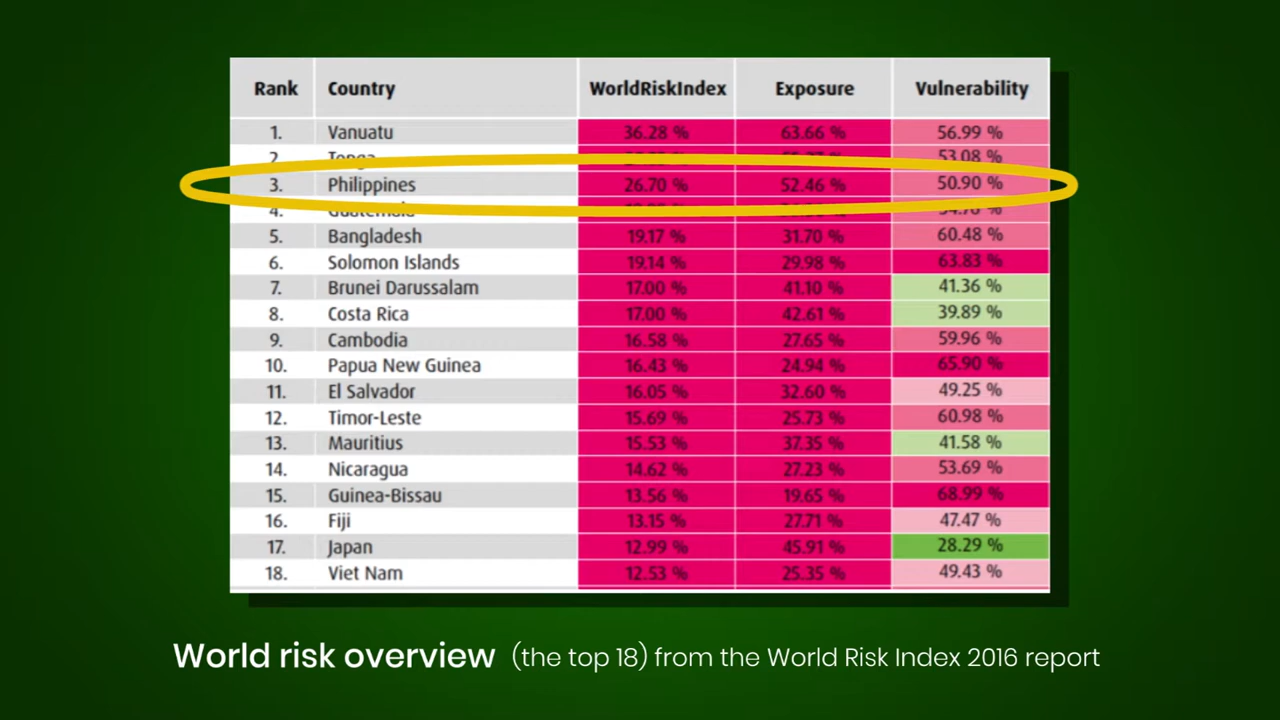 Rank Country WorldRiskIndex Exposure Vulnerability
1. Vanuatu 36.28 % 63.66 % 56.99 %
2. Tonga 53.08 %
3. Philippines 26.70 % 52.46 % 50.90 %
4. Guatemala
5. Bangladesh 19.17 % 31.70 % 60.48 %
6. Solomon Islands 19.14 % 29.98 % 63.83 %
7. Brunei Darussalam 17.00 % 41.10 % 41.36 %
8. Costa Rica 17.00 % 42.61 % 39.89 %
9. Cambodia 16.58 % 27.65 % 59.96 %
10. Papua New Guinea 16.43 % 24.94 % 65.90 %
11. El Salvador 16.05 % 32.60 % 49.25 %
12. Timor-Leste 15.69 % 25.73 % 60.98 %
13. Mauritius 15.53 % 37.35 % 41.58 %
14. Nicaragua 14.62 % 27.23 % 53.69 %
15. Guinea-Bissau 13.56 % 19.65 % 68.99 %
16. Fiji 13.15 % 27.71 % 47.47 %
17. Japan 12.99 % 45.91 % 28.29 %
18. Viet Nam 12.53 % 25.35 % 49.43 %
World risk overview (the top 18) from the World Risk Index 2016 report